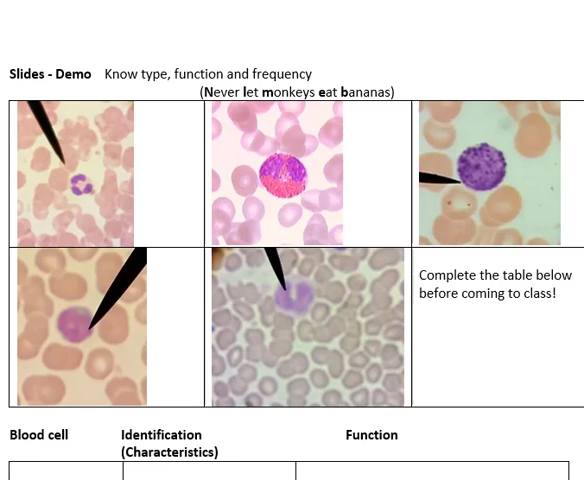 Slides - Demo Know type, function and frequency
(Never let monkeys eat bananas)
Complete the table below
before coming to class!
Blood cell Identification Function
(Characteristics)